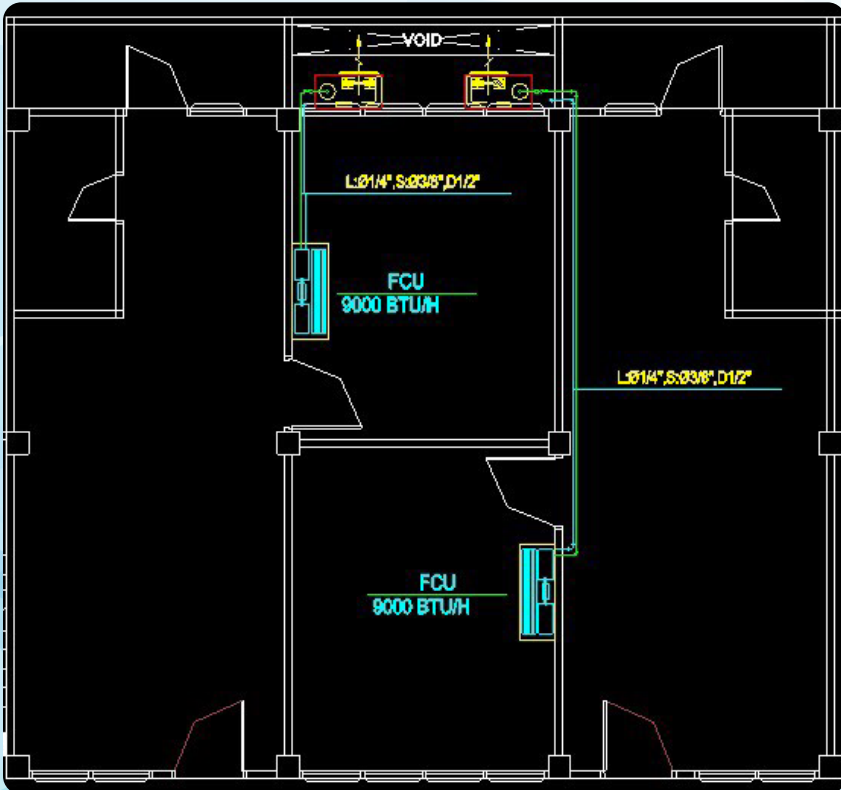 VOID
L:Ø1/4",S:Ø3/8",D1/2"
FCU
9000 BTU/H
L:Ø1/4",S:Ø3/8",D1/2"
FCU
9000 BTU/H